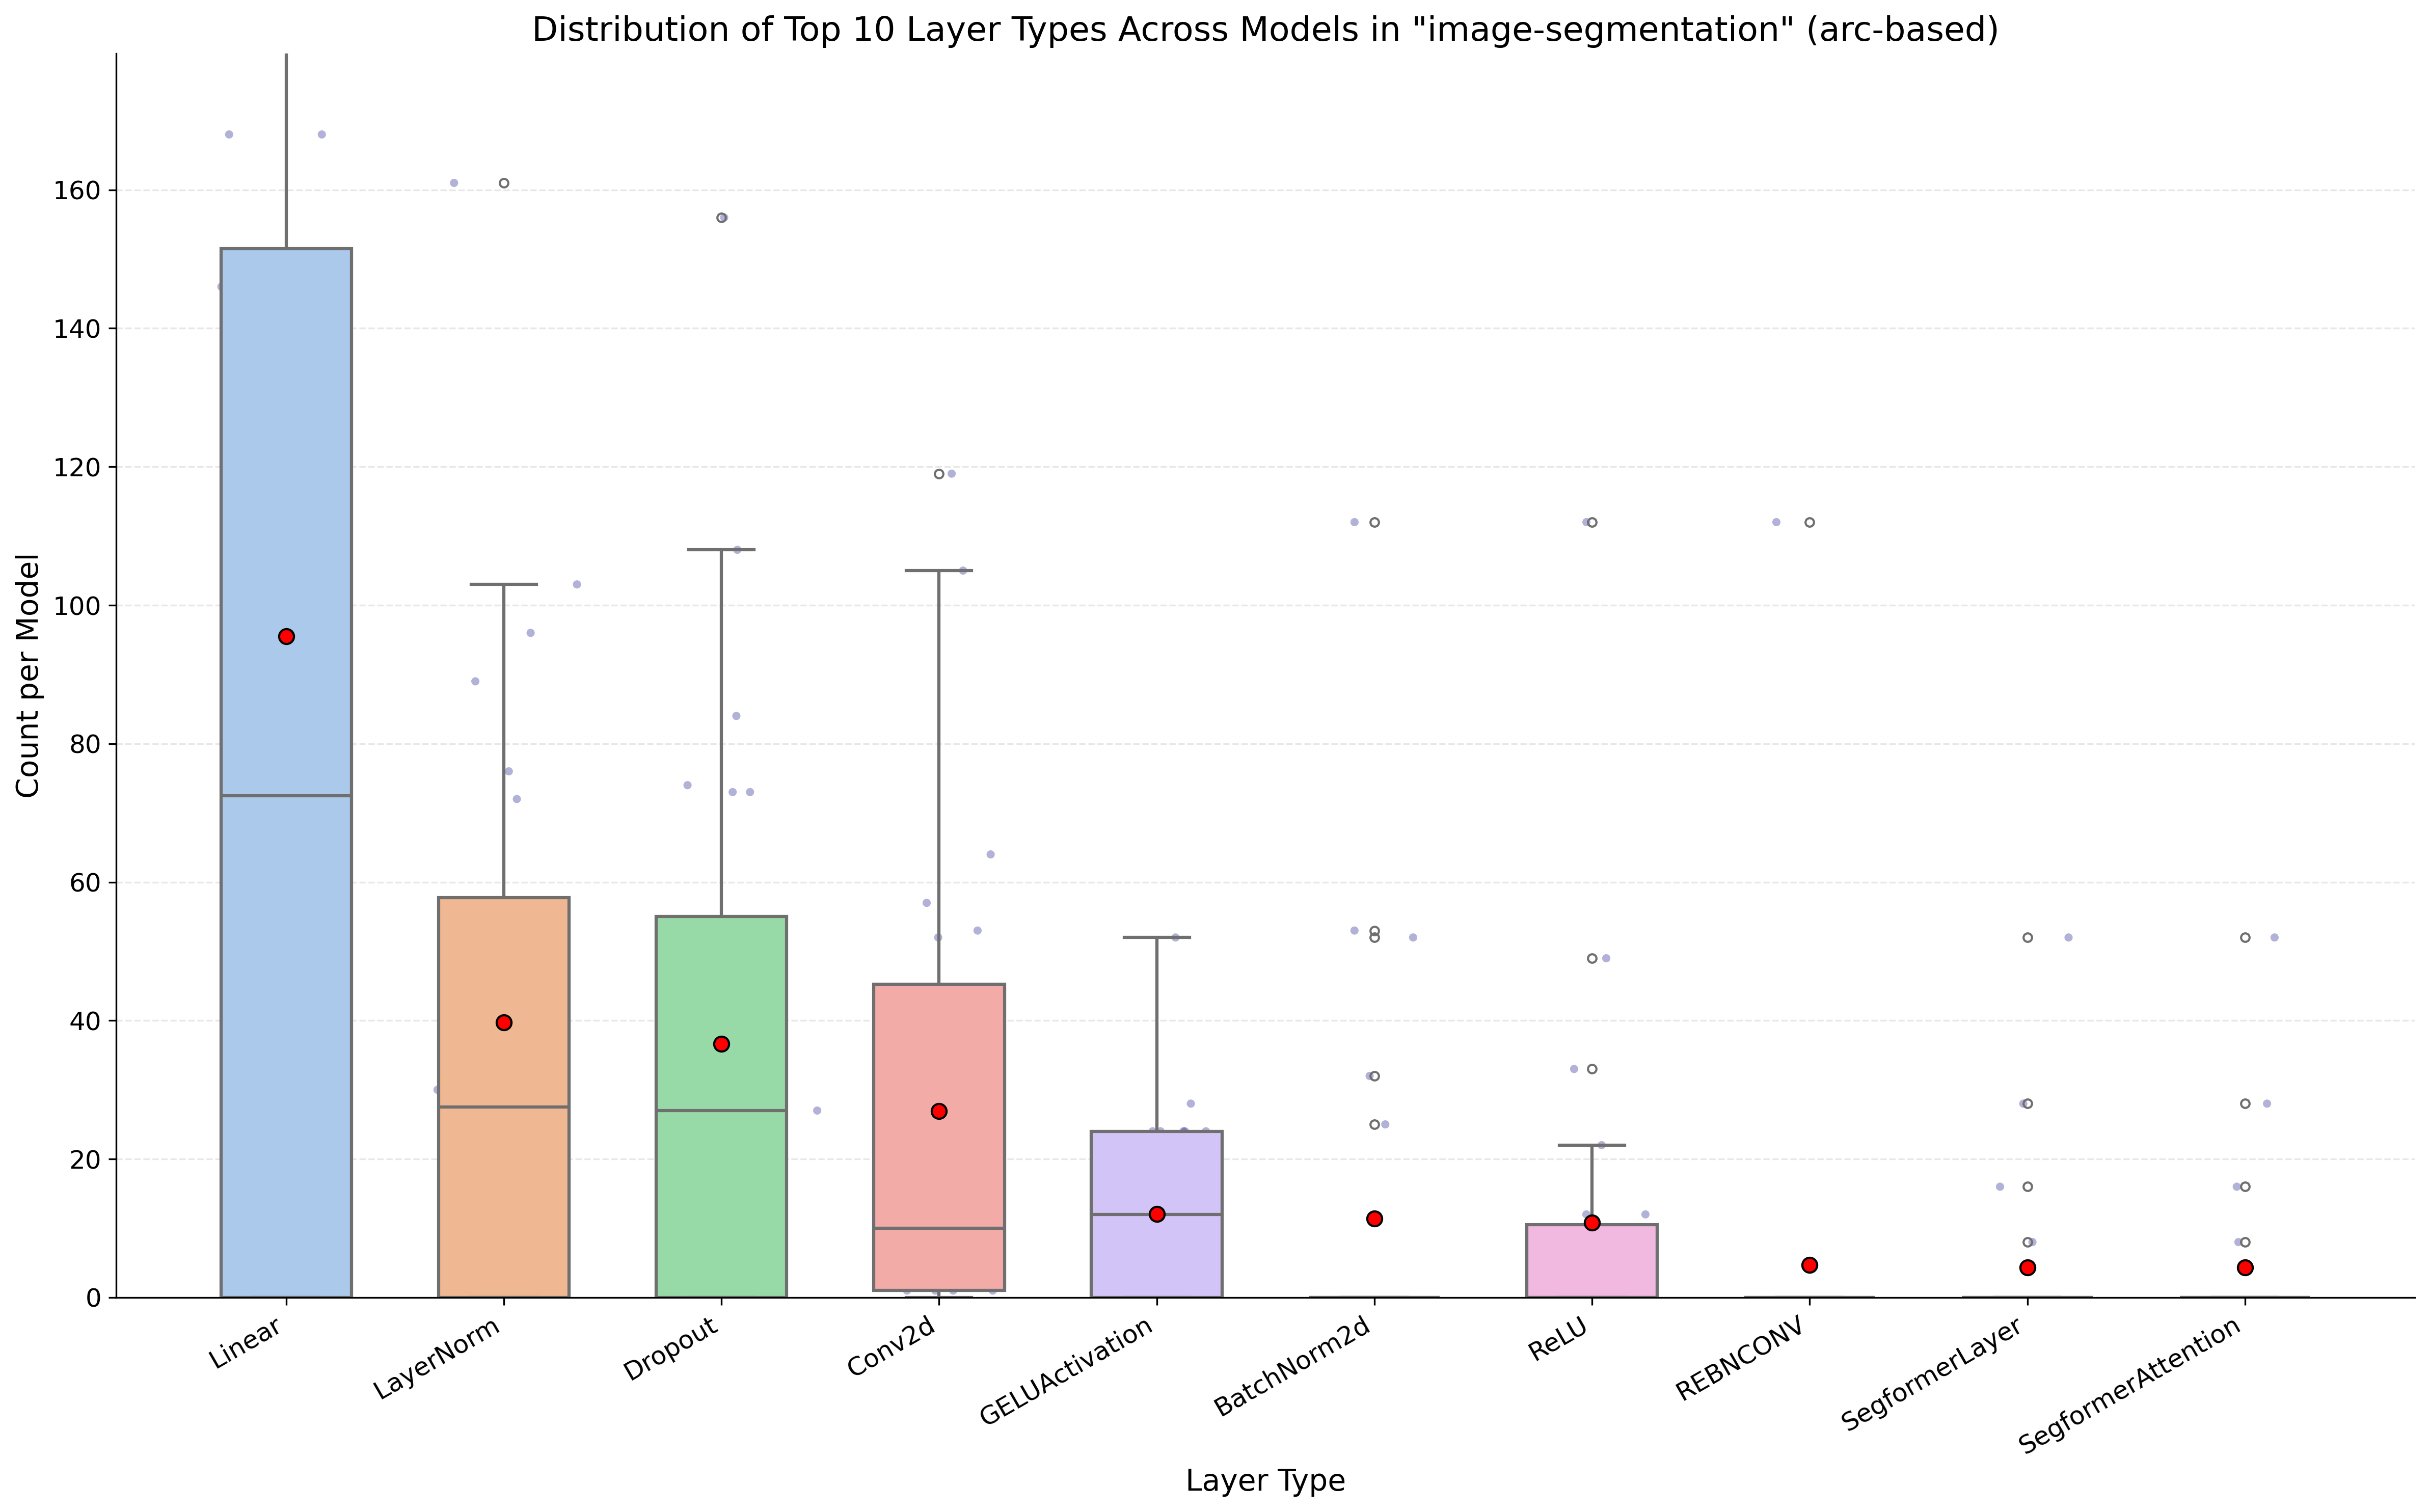 Distribution of Top 10 Layer Types Across Models in "image-segmentation" (arc-based)
Count per Model
160
140
120
100
80
60
40
20
0
Linear
LayerNorm
Dropout
Conv2d
GELUActivation
BatchNorm2d
ReLU
REBNCONV
SegformerLayer
SegformerAttention
Layer Type